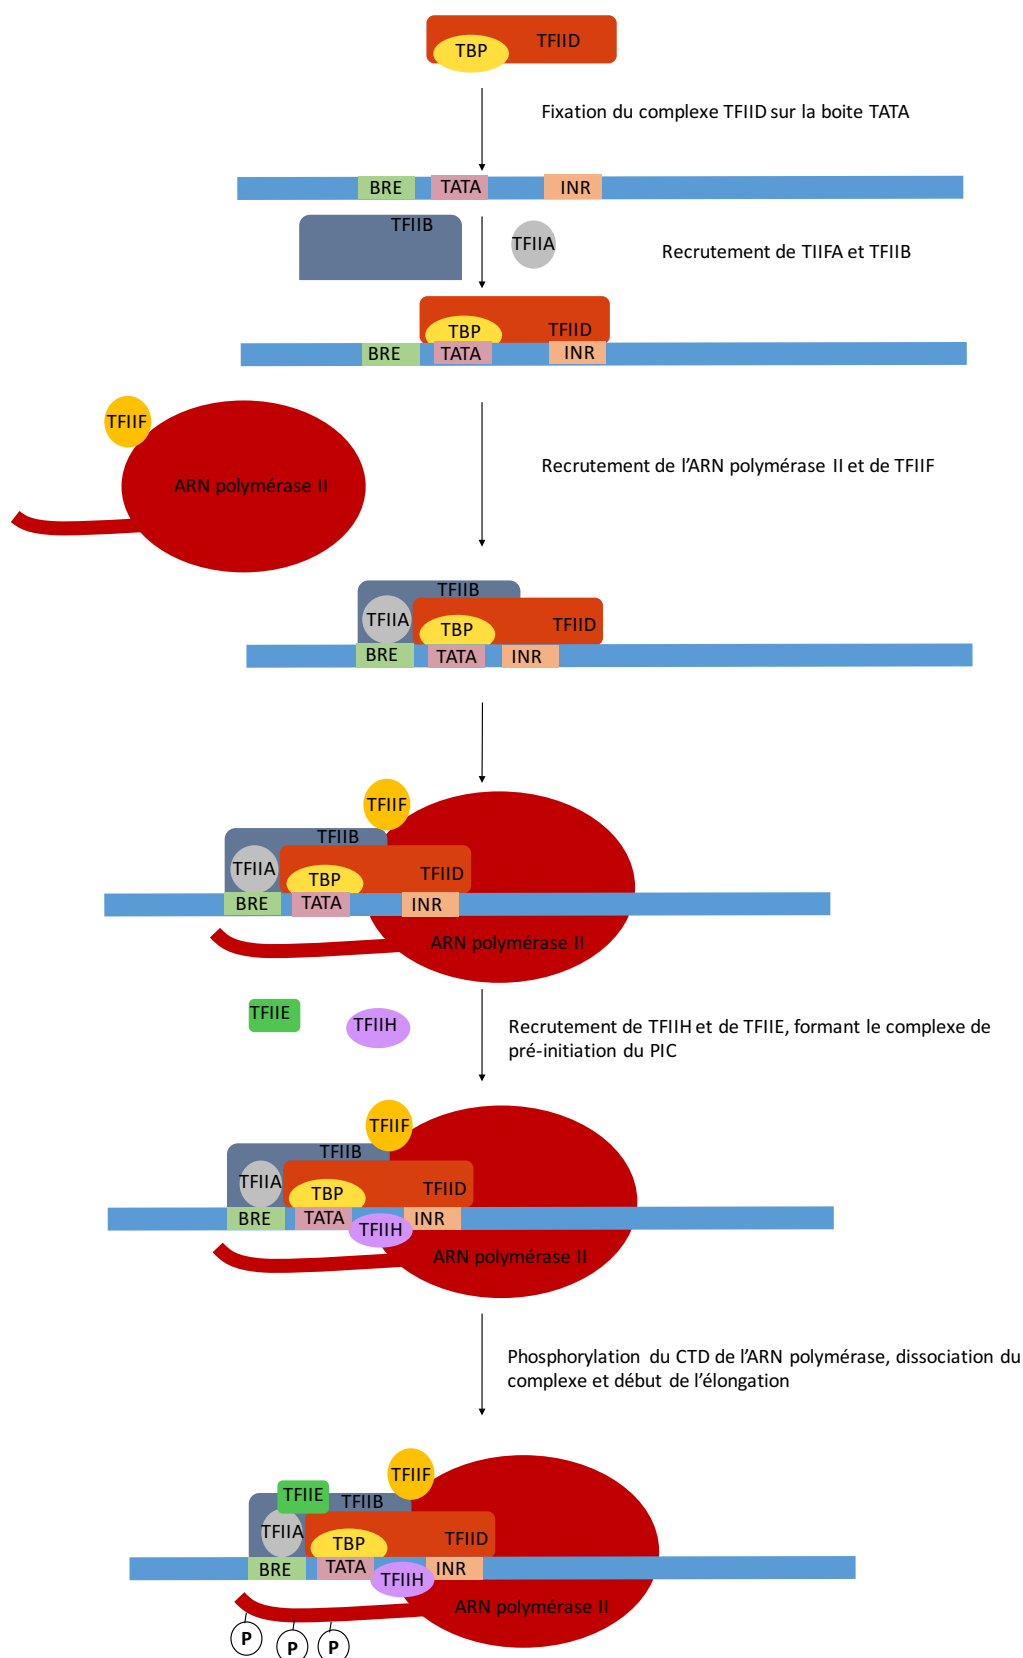 TBP TFIID
Fixation du complexe TFIID sur la boite TATA
BRE TATA INR
TFIIB TFIIA
Recrutement de TIIFA et TFIIB
TBP TFIID
BRE TATA INR
TFIIF
ARN polymérase II
Recrutement de l'ARN polymérase II et de TFIIF
TFIIB
TFIIA TBP TFIID
BRE TATA INR
TFIIF
TFIIB
TFIIA TBP TFIID
BRE TATA INR
ARN polymérase II
TFIIE TFIIH
Recrutement de TFIIH et de TFIIE, formant le complexe de
pré-initiation du PIC
TFIIF
TFIIB
TFIIA TBP TFIID
BRE TATA TFIIH INR
ARN polymérase II
Phosphorylation du CTD de l'ARN polymérase, dissociation du
complexe et début de l'élongation
TFIIF
TFIIE TFIIB
TFIIA TBP TFIID
BRE TATA TFIIH INR
ARN polymérase II
P P P